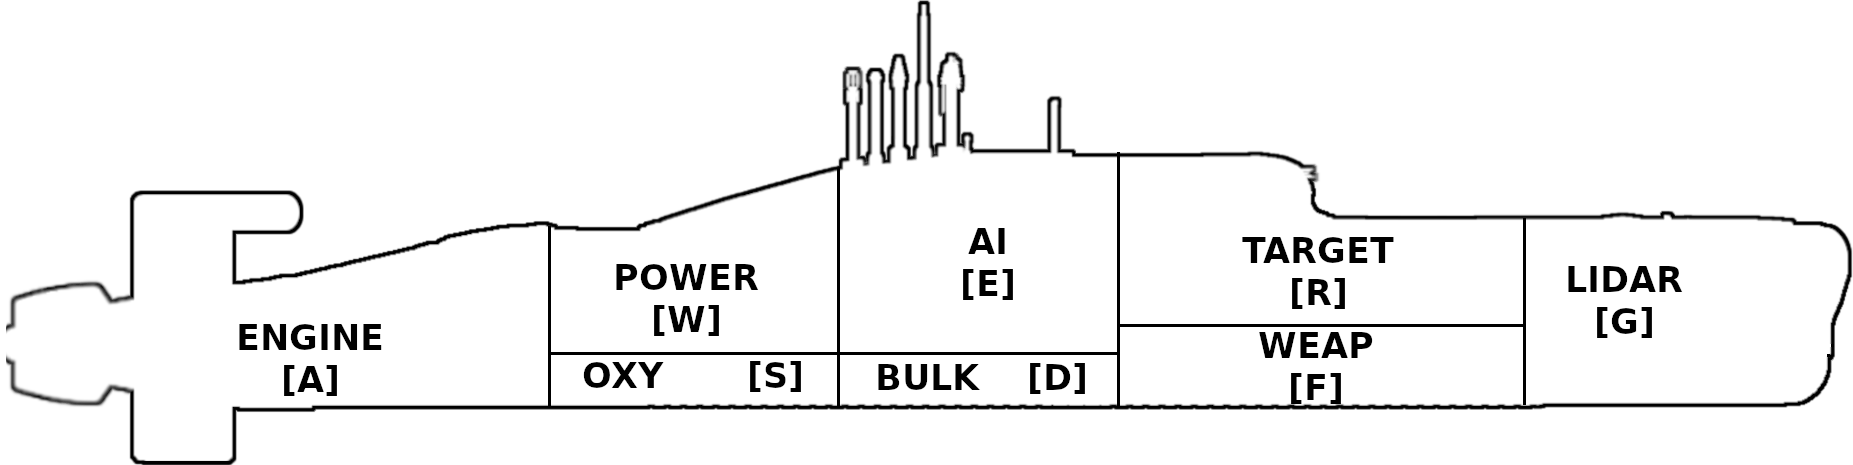 ENGINE
[A]
POWER
[W]
OXY [S]
AI
[E]
BULK [D]
TARGET
[R]
WEAP
[F]
LIDAR
[G]